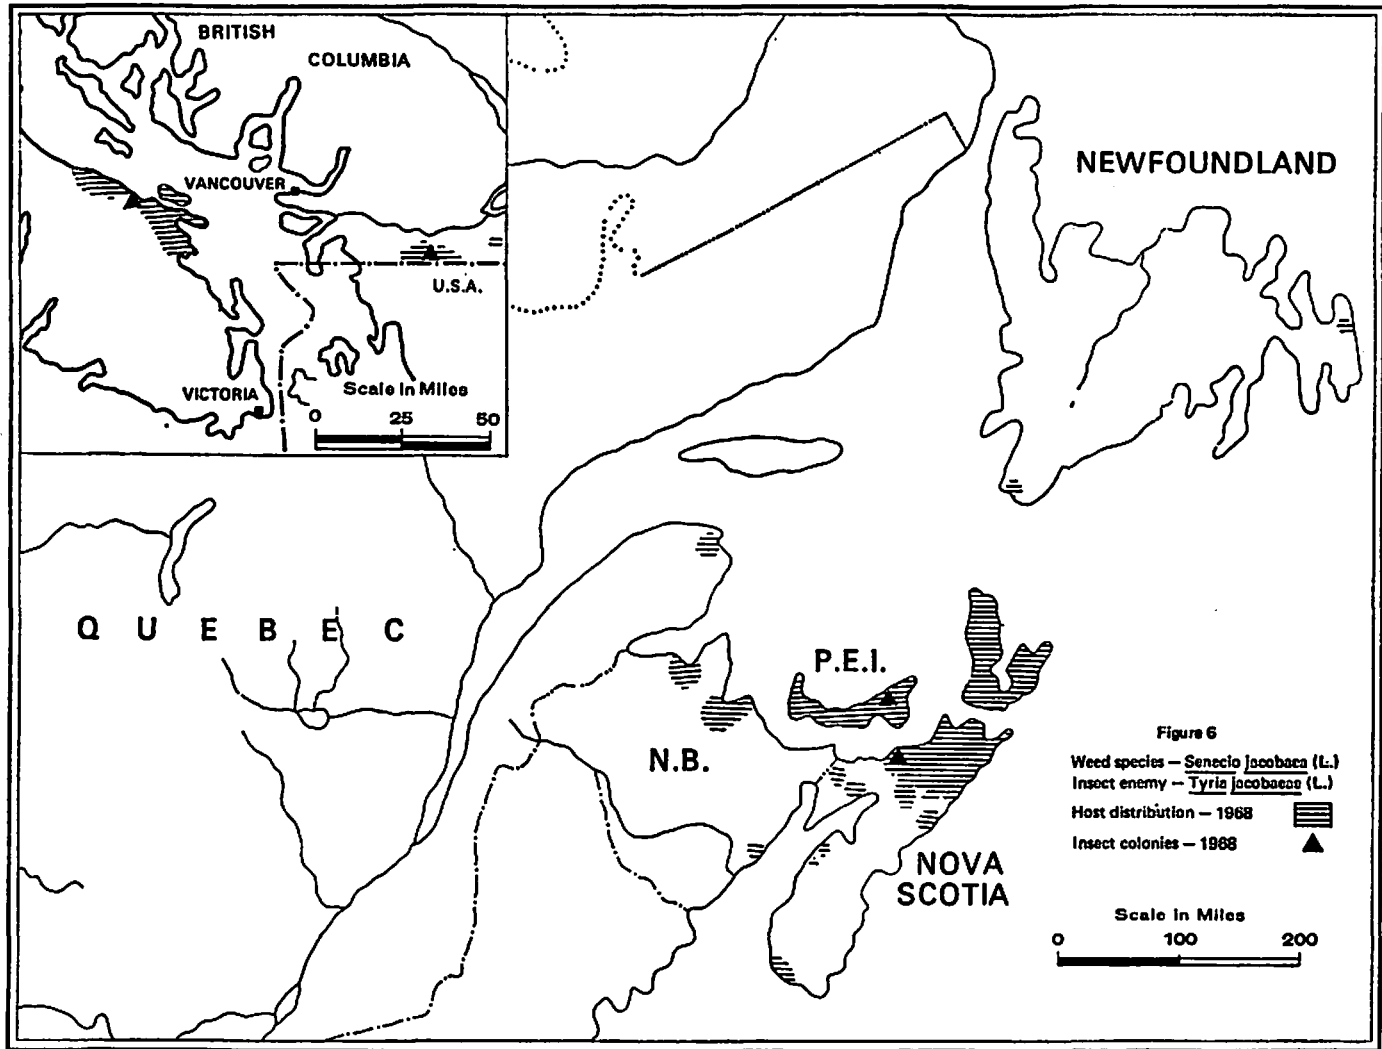 BRITISH
COLUMBIA
VANCOUVER
U.S.A.
VICTORIA
Scale in Miles
0 25 50
NEWFOUNDLAND
QUEBEC
P.E.I.
N.B.
NOVA
SCOTIA
Figure 6
Weed species — Senecio jacobaea (L.)
Insect enemy — Tyria jacobaeae (L.)
Host distribution — 1968
Insect colonies — 1968
Scale in Miles
0 100 200